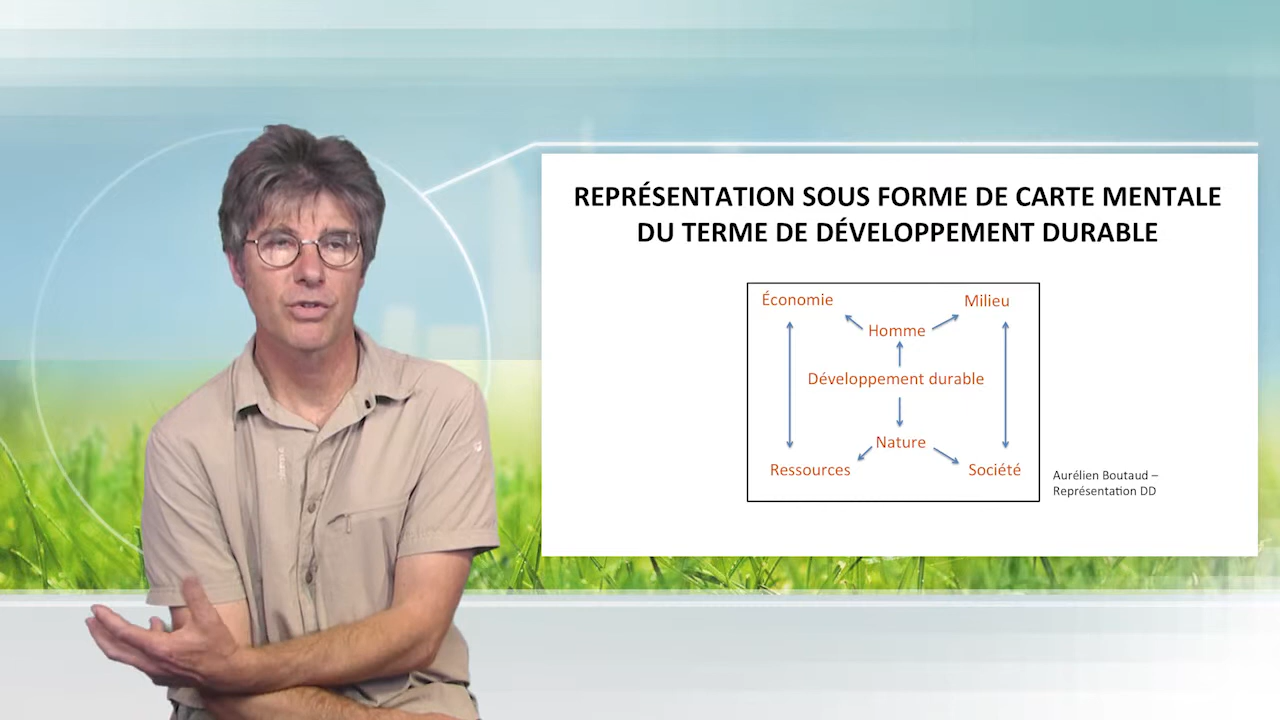 REPRÉSENTATION SOUS FORME DE CARTE MENTALE
DU TERME DE DÉVELOPPEMENT DURABLE
Économie
Milieu
Homme
Développement durable
Nature
Ressources
Société
Aurélien Boutaud –
Représentation DD